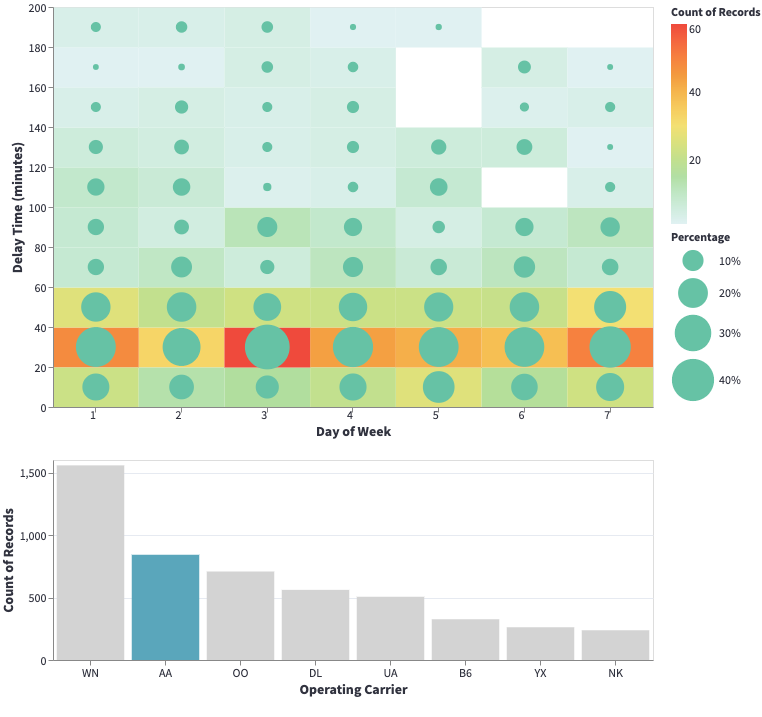 200
180
160
140
120
100
80
60
40
20
0
Delay Time (minutes)
1 2 3 4 5 6 7
Day of Week
Count of Records
60
40
20
Percentage
10%
20%
30%
40%
1,500
1,000
500
0
Count of Records
WN AA OO DL UA B6 YX NK
Operating Carrier